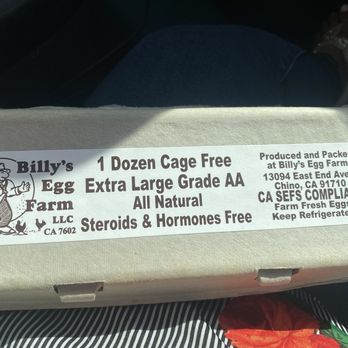 Billy's
Egg
Farm
LLC
CA 7602
1 Dozen Cage Free
Extra Large Grade AA
All Natural
Steroids & Hormones Free
Produced and Packe
at Billy's Egg Farm
13094 East End Ave
Chino, CA 91710
CA SEFS COMPLIA
Farm Fresh Eggs
Keep Refrigerate